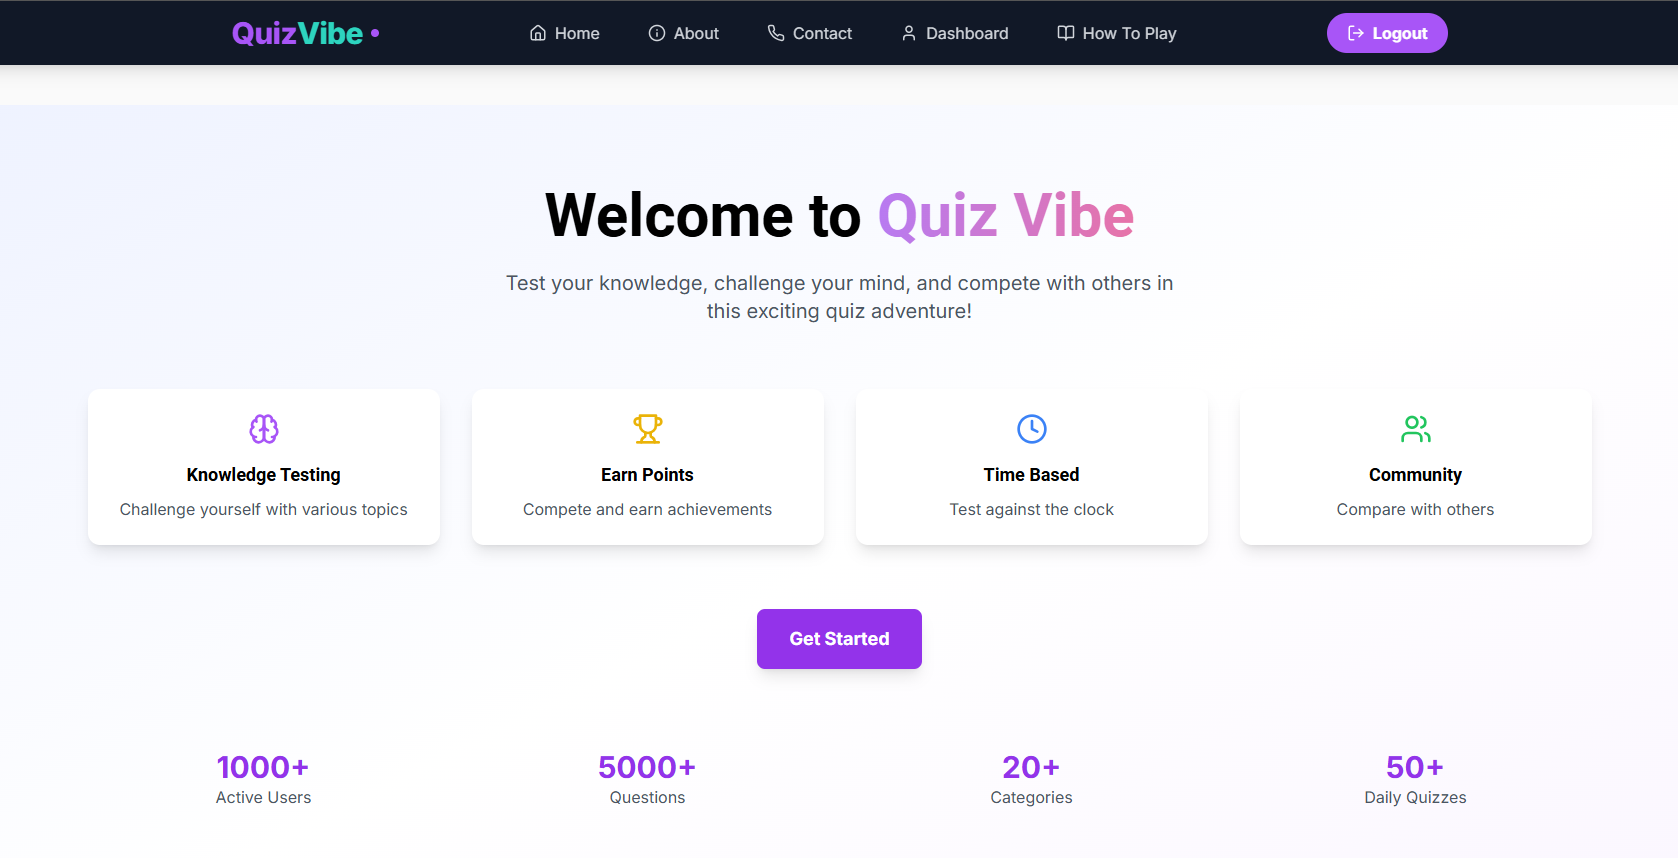 QuizVibe
Home
About
Contact
Dashboard
How To Play
Logout
Welcome to Quiz Vibe
Test your knowledge, challenge your mind, and compete with others in
this exciting quiz adventure!
Knowledge Testing
Challenge yourself with various topics
Earn Points
Compete and earn achievements
Time Based
Test against the clock
Community
Compare with others
Get Started
1000+
Active Users
5000+
Questions
20+
Categories
50+
Daily Quizzes